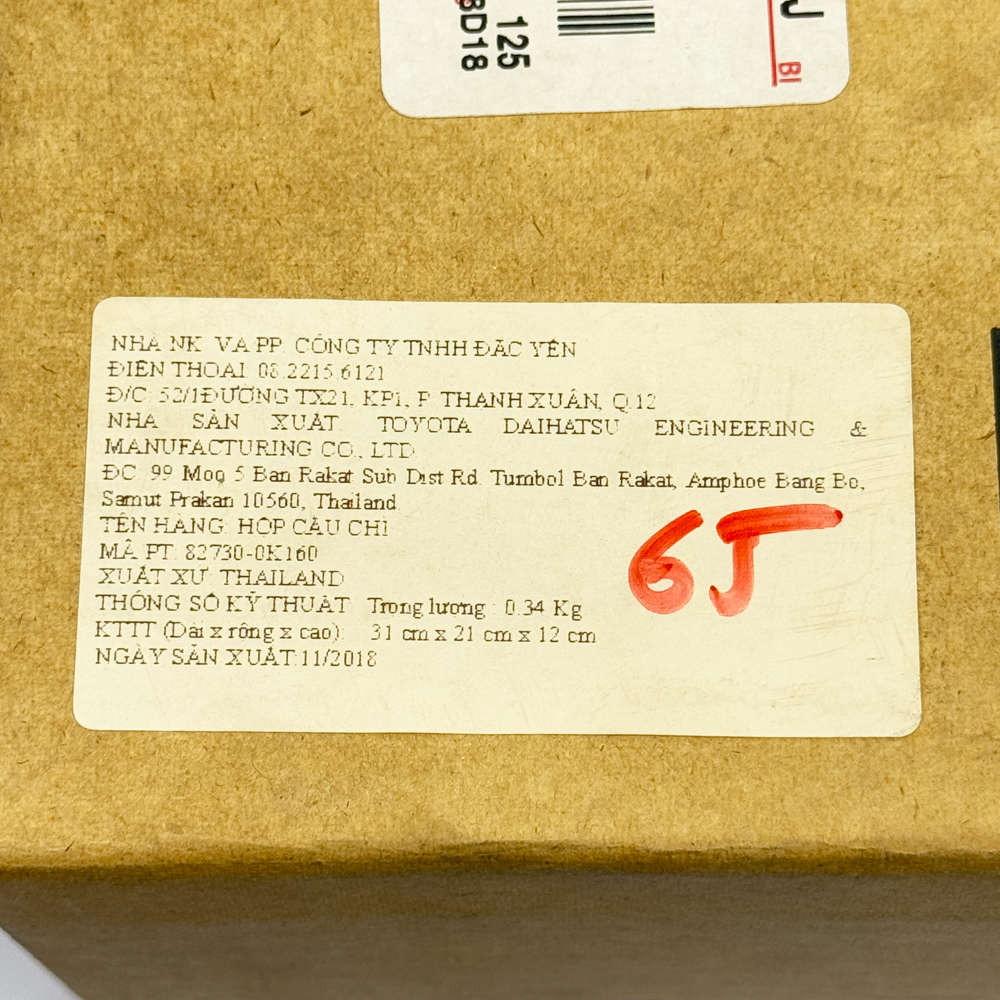 BD18
125
BI
NHÀ NK VÀ PP: CÔNG TY TNHH ĐẮC YẾN
ĐIỆN THOẠI: 08.2215.6121
Đ/C: 52/1ĐƯỜNG TX21, KP1, P. THẠNH XUÂN, Q.12
NHÀ SẢN XUẤT: TOYOTA DAIHATSU ENGINEERING &
MANUFACTURING CO., LTD
ĐC: 99 Moo 5 Ban Rakat Sub Dist Rd. Tumbol Ban Rakat, Amphoe Bang Bo,
Samut Prakan 10560, Thailand
TÊN HÀNG: HỘP CẦU CHÌ
MÃ PT: 82730-0K160
XUẤT XỨ: THAILAND
THÔNG SỐ KỸ THUẬT: Trọng lượng : 0.34 Kg
KTTT (Dài x rộng x cao): 31 cm x 21 cm x 12 cm
NGÀY SẢN XUẤT:11/2018
6J